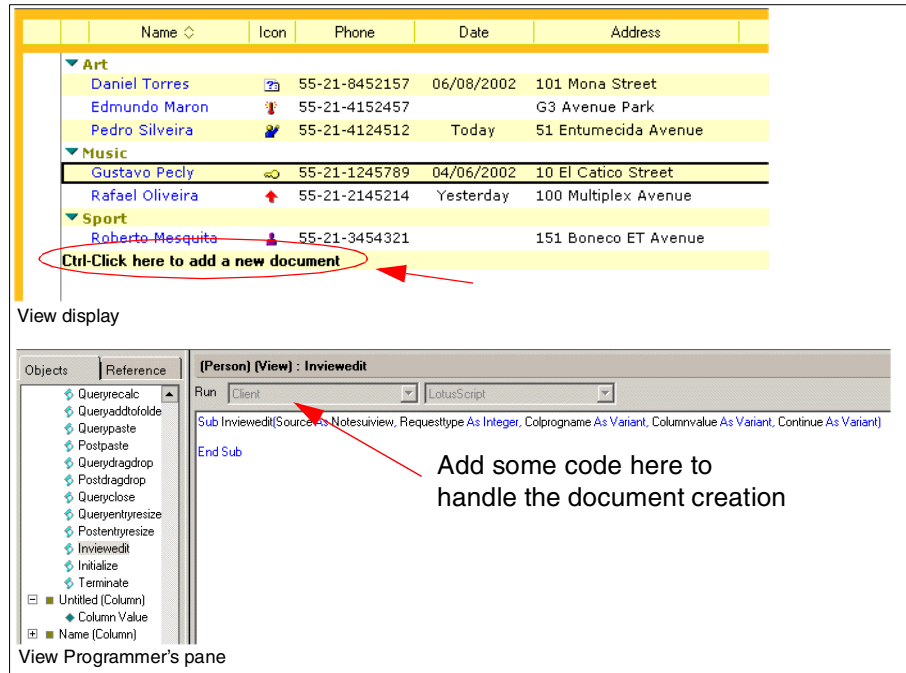 Name Icon Phone Date Address
Art
Daniel Torres 55-21-8452157 06/08/2002 101 Mona Street
Edmundo Maron 55-21-4152457 G3 Avenue Park
Pedro Silveira 55-21-4124512 Today 51 Entumecida Avenue
Music
Gustavo Pecly 55-21-1245789 04/06/2002 10 El Catico Street
Rafael Oliveira 55-21-2145214 Yesterday 100 Multiplex Avenue
Sport
Roberto Mesquita 55-21-3454321 151 Boneco ET Avenue
Ctrl-Click here to add a new document
View display
Objects Reference
Queryrecalc
Queryaddtofolde
Querypaste
Postpaste
Querydragdrop
Postdragdrop
Queryclose
Queryentryresize
Postentryresize
Inviewedit
Initialize
Terminate
Untitled (Column)
Column Value
Name (Column)
(Person) (View) : Inviewedit
Run Client LotusScript
Sub Inviewedit(Source As Notesuiview, Requesttype As Integer, Colprogname As Variant, Columnvalue As Variant, Continue As Variant)
End Sub
Add some code here to
handle the document creation
View Programmer's pane